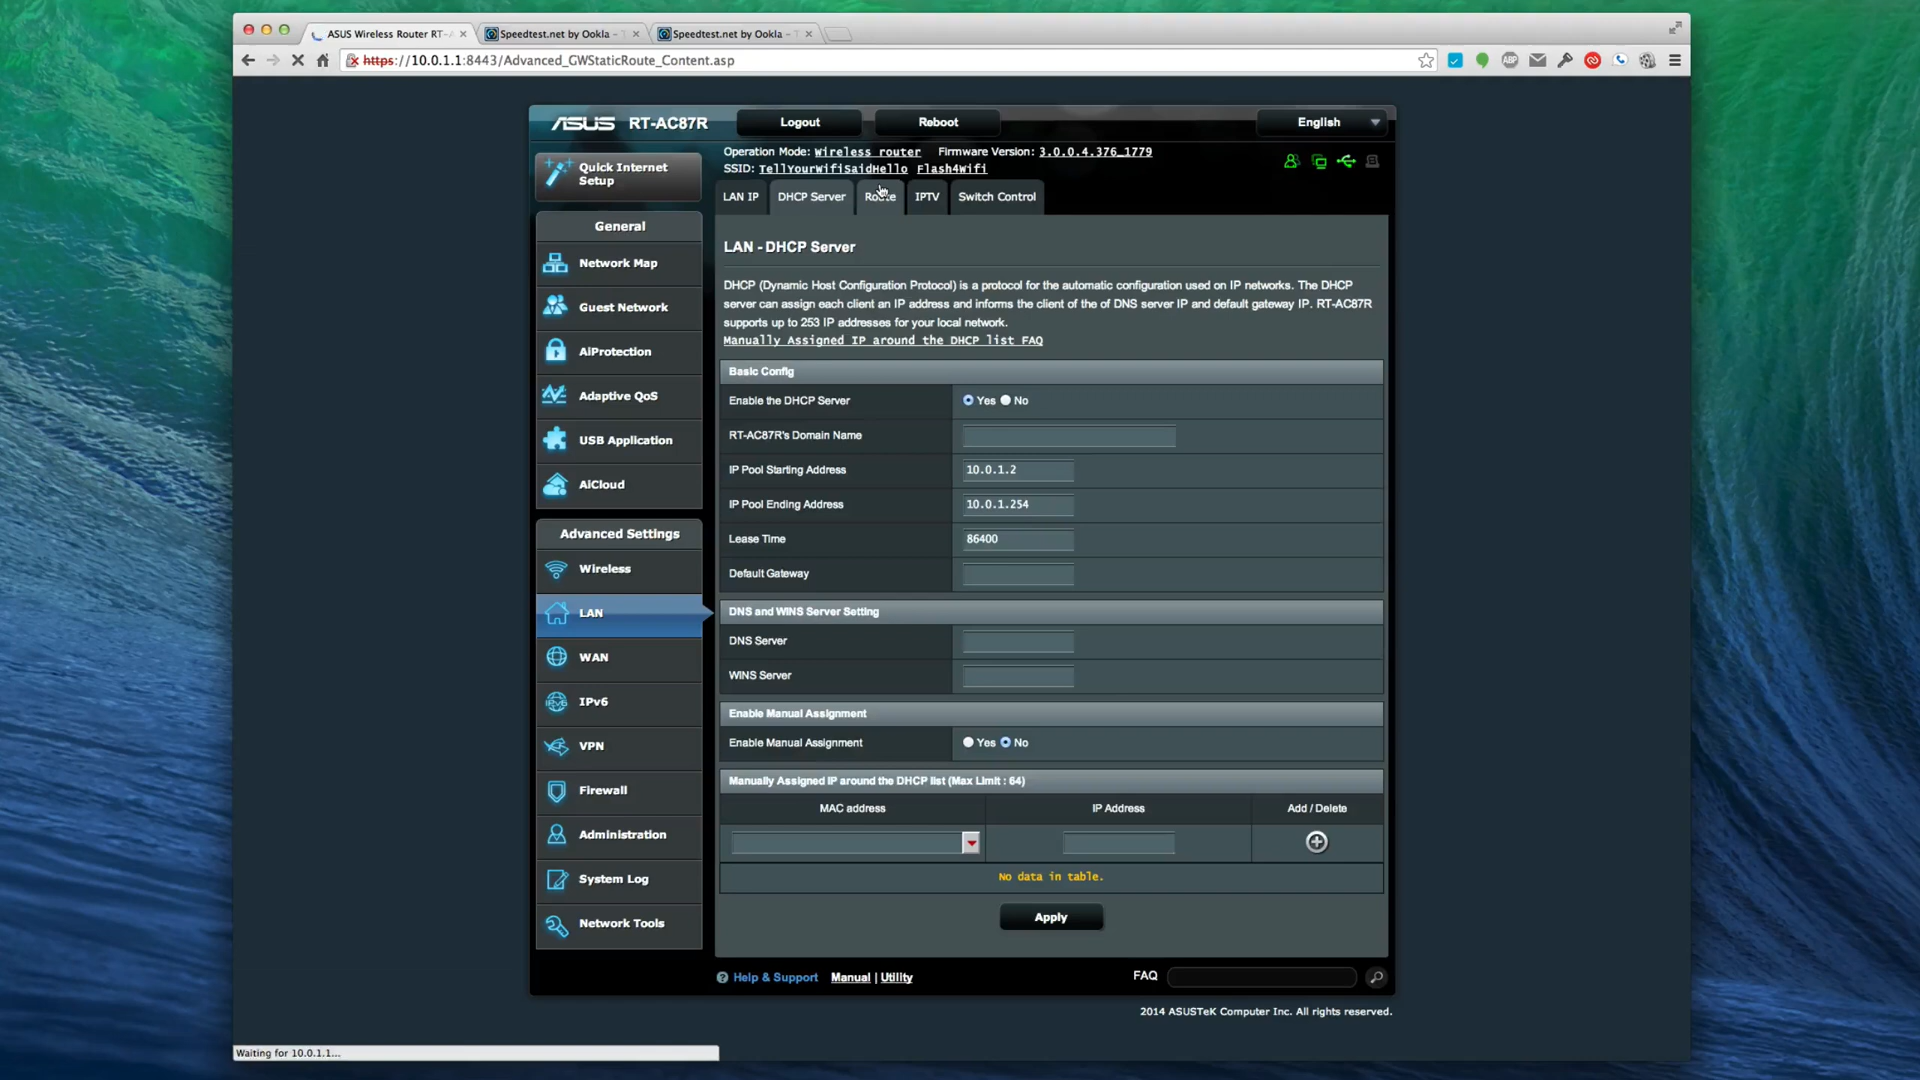 ASUS Wireless Router RT-
Speedtest.net by Ookla - T
Speedtest.net by Ookla - T
https://10.0.1.1:8443/Advanced_GWStaticRoute_Content.asp
ABP
ASUS RT-AC87R
Logout
Reboot
English
Quick Internet
Setup
Operation Mode: Wireless router Firmware Version: 3.0.0.4.376_1779
SSID: TellYourWifiSaidHello Flash4Wifi
LAN IP
DHCP Server
Route
IPTV
Switch Control
General
Network Map
Guest Network
AiProtection
Adaptive QoS
USB Application
AiCloud
Advanced Settings
Wireless
LAN
WAN
IPv6
VPN
Firewall
Administration
System Log
Network Tools
LAN - DHCP Server
DHCP (Dynamic Host Configuration Protocol) is a protocol for the automatic configuration used on IP networks. The DHCP
server can assign each client an IP address and informs the client of the of DNS server IP and default gateway IP. RT-AC87R
supports up to 253 IP addresses for your local network.
Manually Assigned IP around the DHCP list FAQ
Basic Config
Enable the DHCP Server Yes No
RT-AC87R's Domain Name
IP Pool Starting Address 10.0.1.2
IP Pool Ending Address 10.0.1.254
Lease Time 86400
Default Gateway
DNS and WINS Server Setting
DNS Server
WINS Server
Enable Manual Assignment
Enable Manual Assignment Yes No
Manually Assigned IP around the DHCP list (Max Limit : 64)
MAC address IP Address Add / Delete
No data in table.
Apply
Help & Support Manual | Utility FAQ
2014 ASUSTeK Computer Inc. All rights reserved.
Waiting for 10.0.1.1...